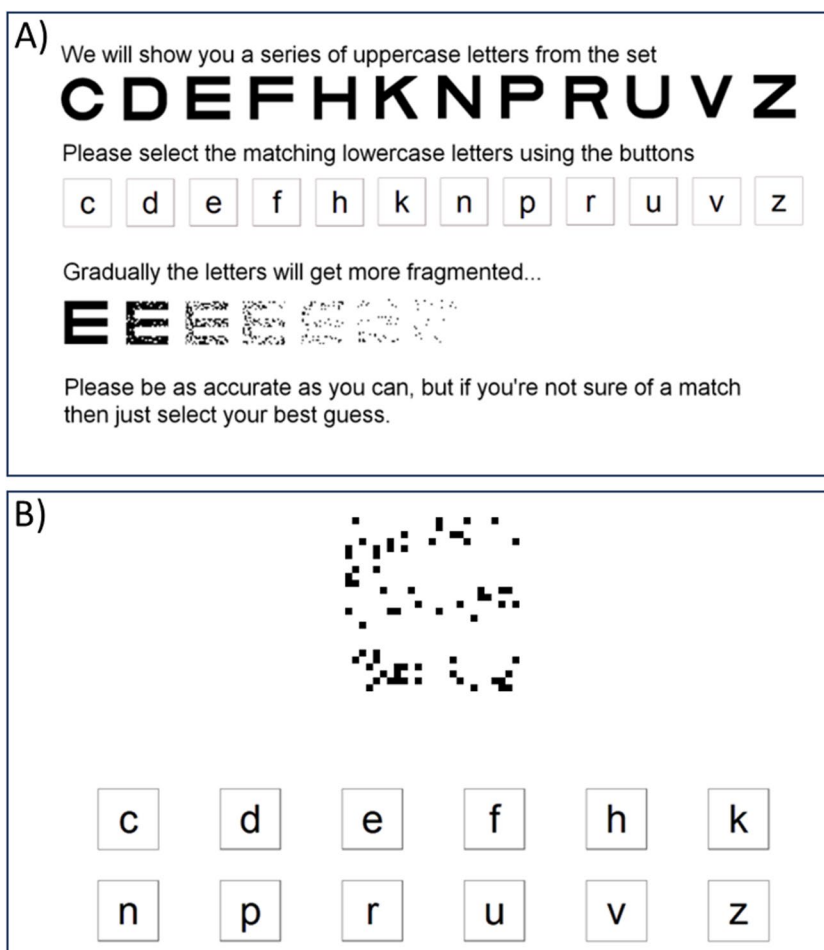 A)
We will show you a series of uppercase letters from the set
C D E F H K N P R U V Z
Please select the matching lowercase letters using the buttons
c d e f h k n p r u v z
Gradually the letters will get more fragmented...
E E E E E
Please be as accurate as you can, but if you're not sure of a match
then just select your best guess.
B)
E
c d e f h k
n p r u v z